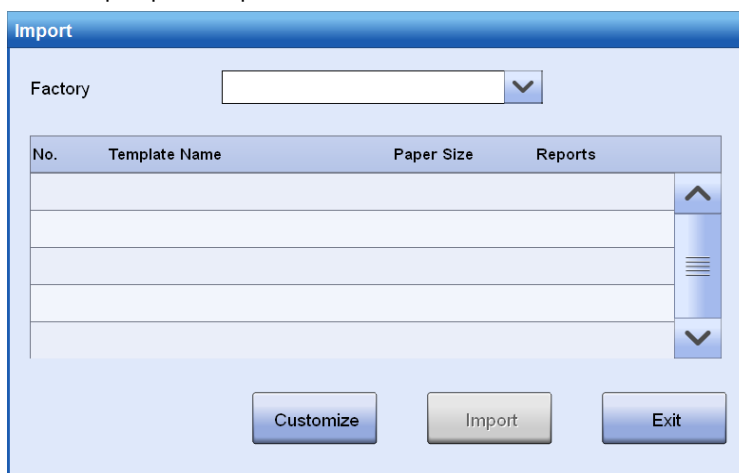 Import
Factory
No. Template Name Paper Size Reports
Customize Import Exit